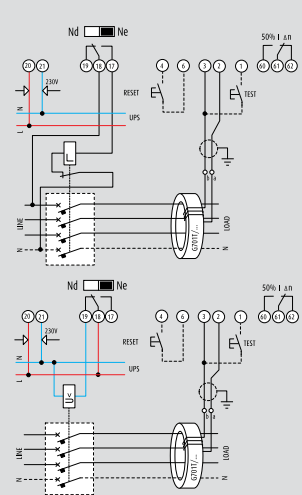 Nd Ne
50% I Δn
20 21 19 18 17 4 6 3 2 1 60 61 62
230V
RESET
TEST
N
L
UPS
b a
LINE
N
G701T/...
LOAD
N
Nd Ne
50% I Δn
20 21 19 18 17 4 6 3 2 1 60 61 62
230V
RESET
TEST
N
L
UPS
U<
b a
LINE
N
G701T/...
LOAD
N